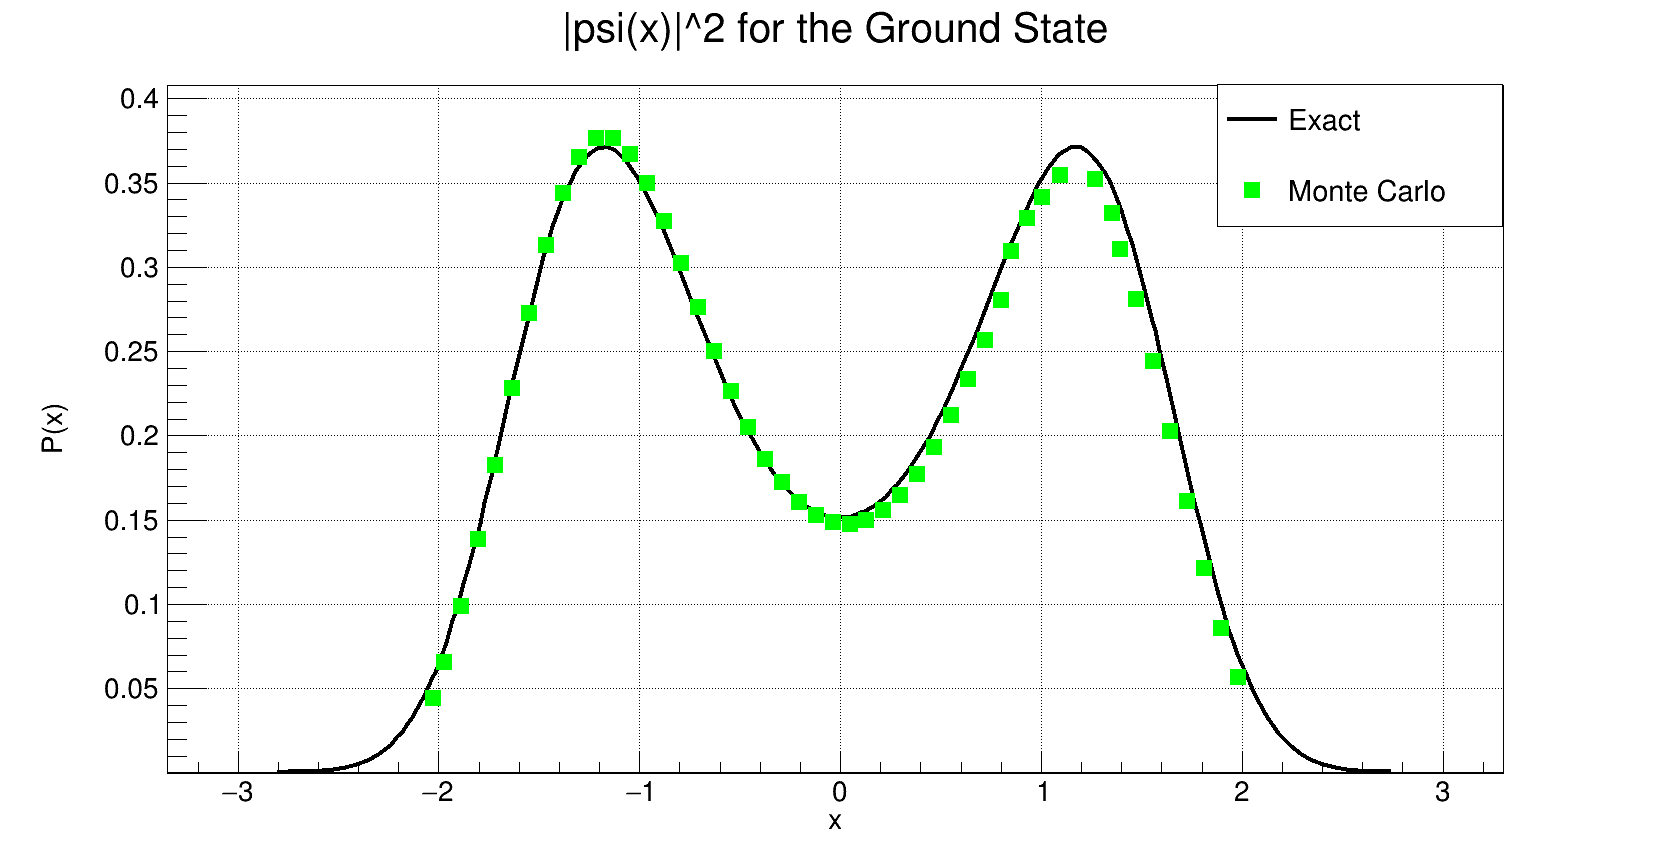 |psi(x)|^2 for the Ground State
Exact
Monte Carlo
P(x)
0.4
0.35
0.3
0.25
0.2
0.15
0.1
0.05
−3 −2 −1 0 1 2 3
x